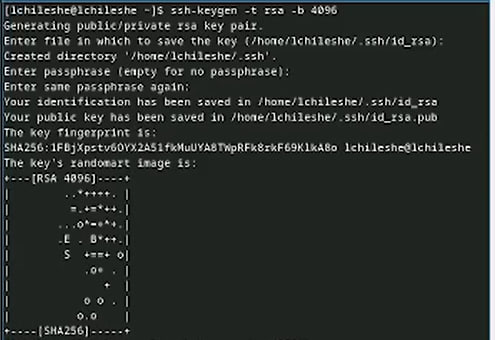 [lchileshe@lchileshe ~]$ ssh-keygen -t rsa -b 4096
Generating public/private rsa key pair.
Enter file in which to save the key (/home/lchileshe/.ssh/id_rsa):
Created directory '/home/lchileshe/.ssh'.
Enter passphrase (empty for no passphrase):
Enter same passphrase again:
Your identification has been saved in /home/lchileshe/.ssh/id_rsa
Your public key has been saved in /home/lchileshe/.ssh/id_rsa.pub
The key fingerprint is:
lchileshe@lchileshe
The key's randomart image is:
+---[RSA 4096]----+
|        ..*++++. |
|         =.+=*++.|
|       ...o*=o*+.|
|       .E . B*++.|
|        S  +==+ o|
|           .o+ . |
|              +  |
|           o o . |
|          o.o    |
+----[SHA256]-----+